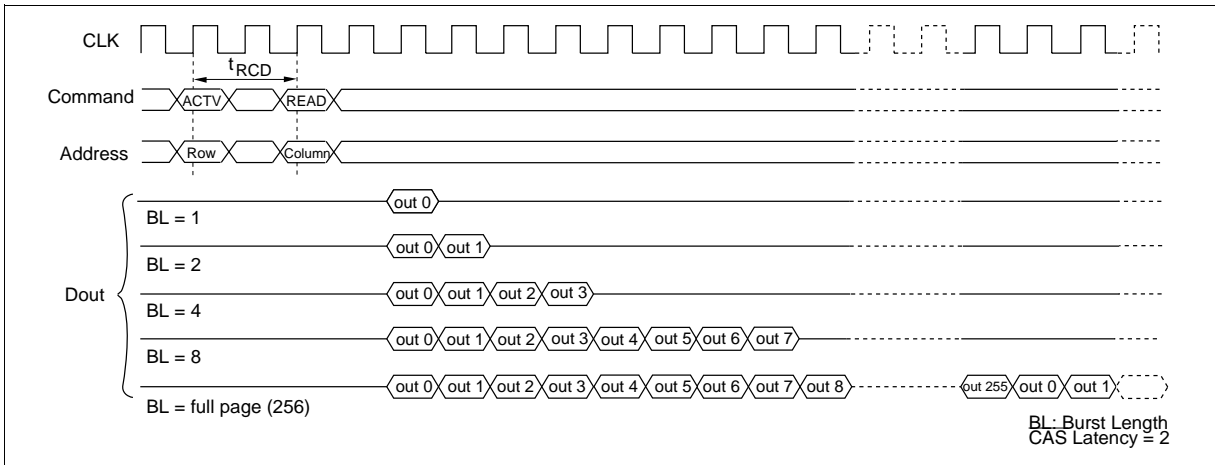 CLK
tRCD
Command ACTV READ
Address Row Column
out 0
BL = 1
out 0 out 1
BL = 2
Dout
out 0 out 1 out 2 out 3
BL = 4
out 0 out 1 out 2 out 3 out 4 out 5 out 6 out 7
BL = 8
out 0 out 1 out 2 out 3 out 4 out 5 out 6 out 7 out 8 out 255 out 0 out 1
BL = full page (256)
BL: Burst Length
CAS Latency = 2